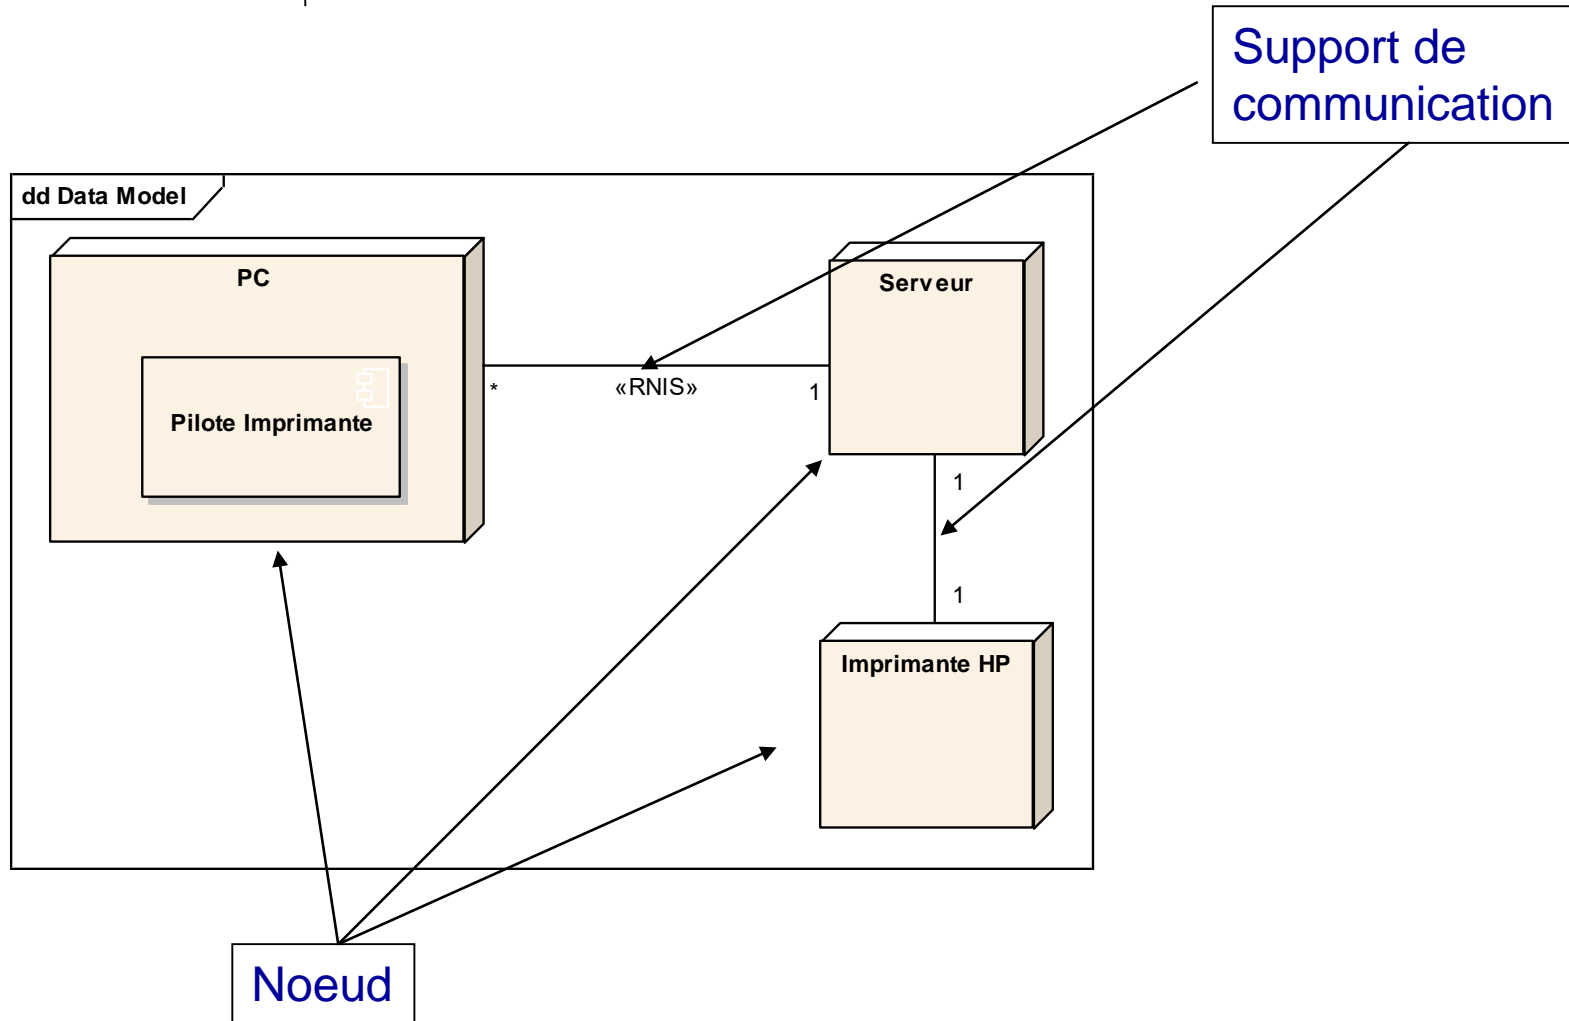 Support de
communication
dd Data Model
PC
Serveur
Pilote Imprimante
*
«RNIS»
1
1
1
Imprimante HP
Noeud